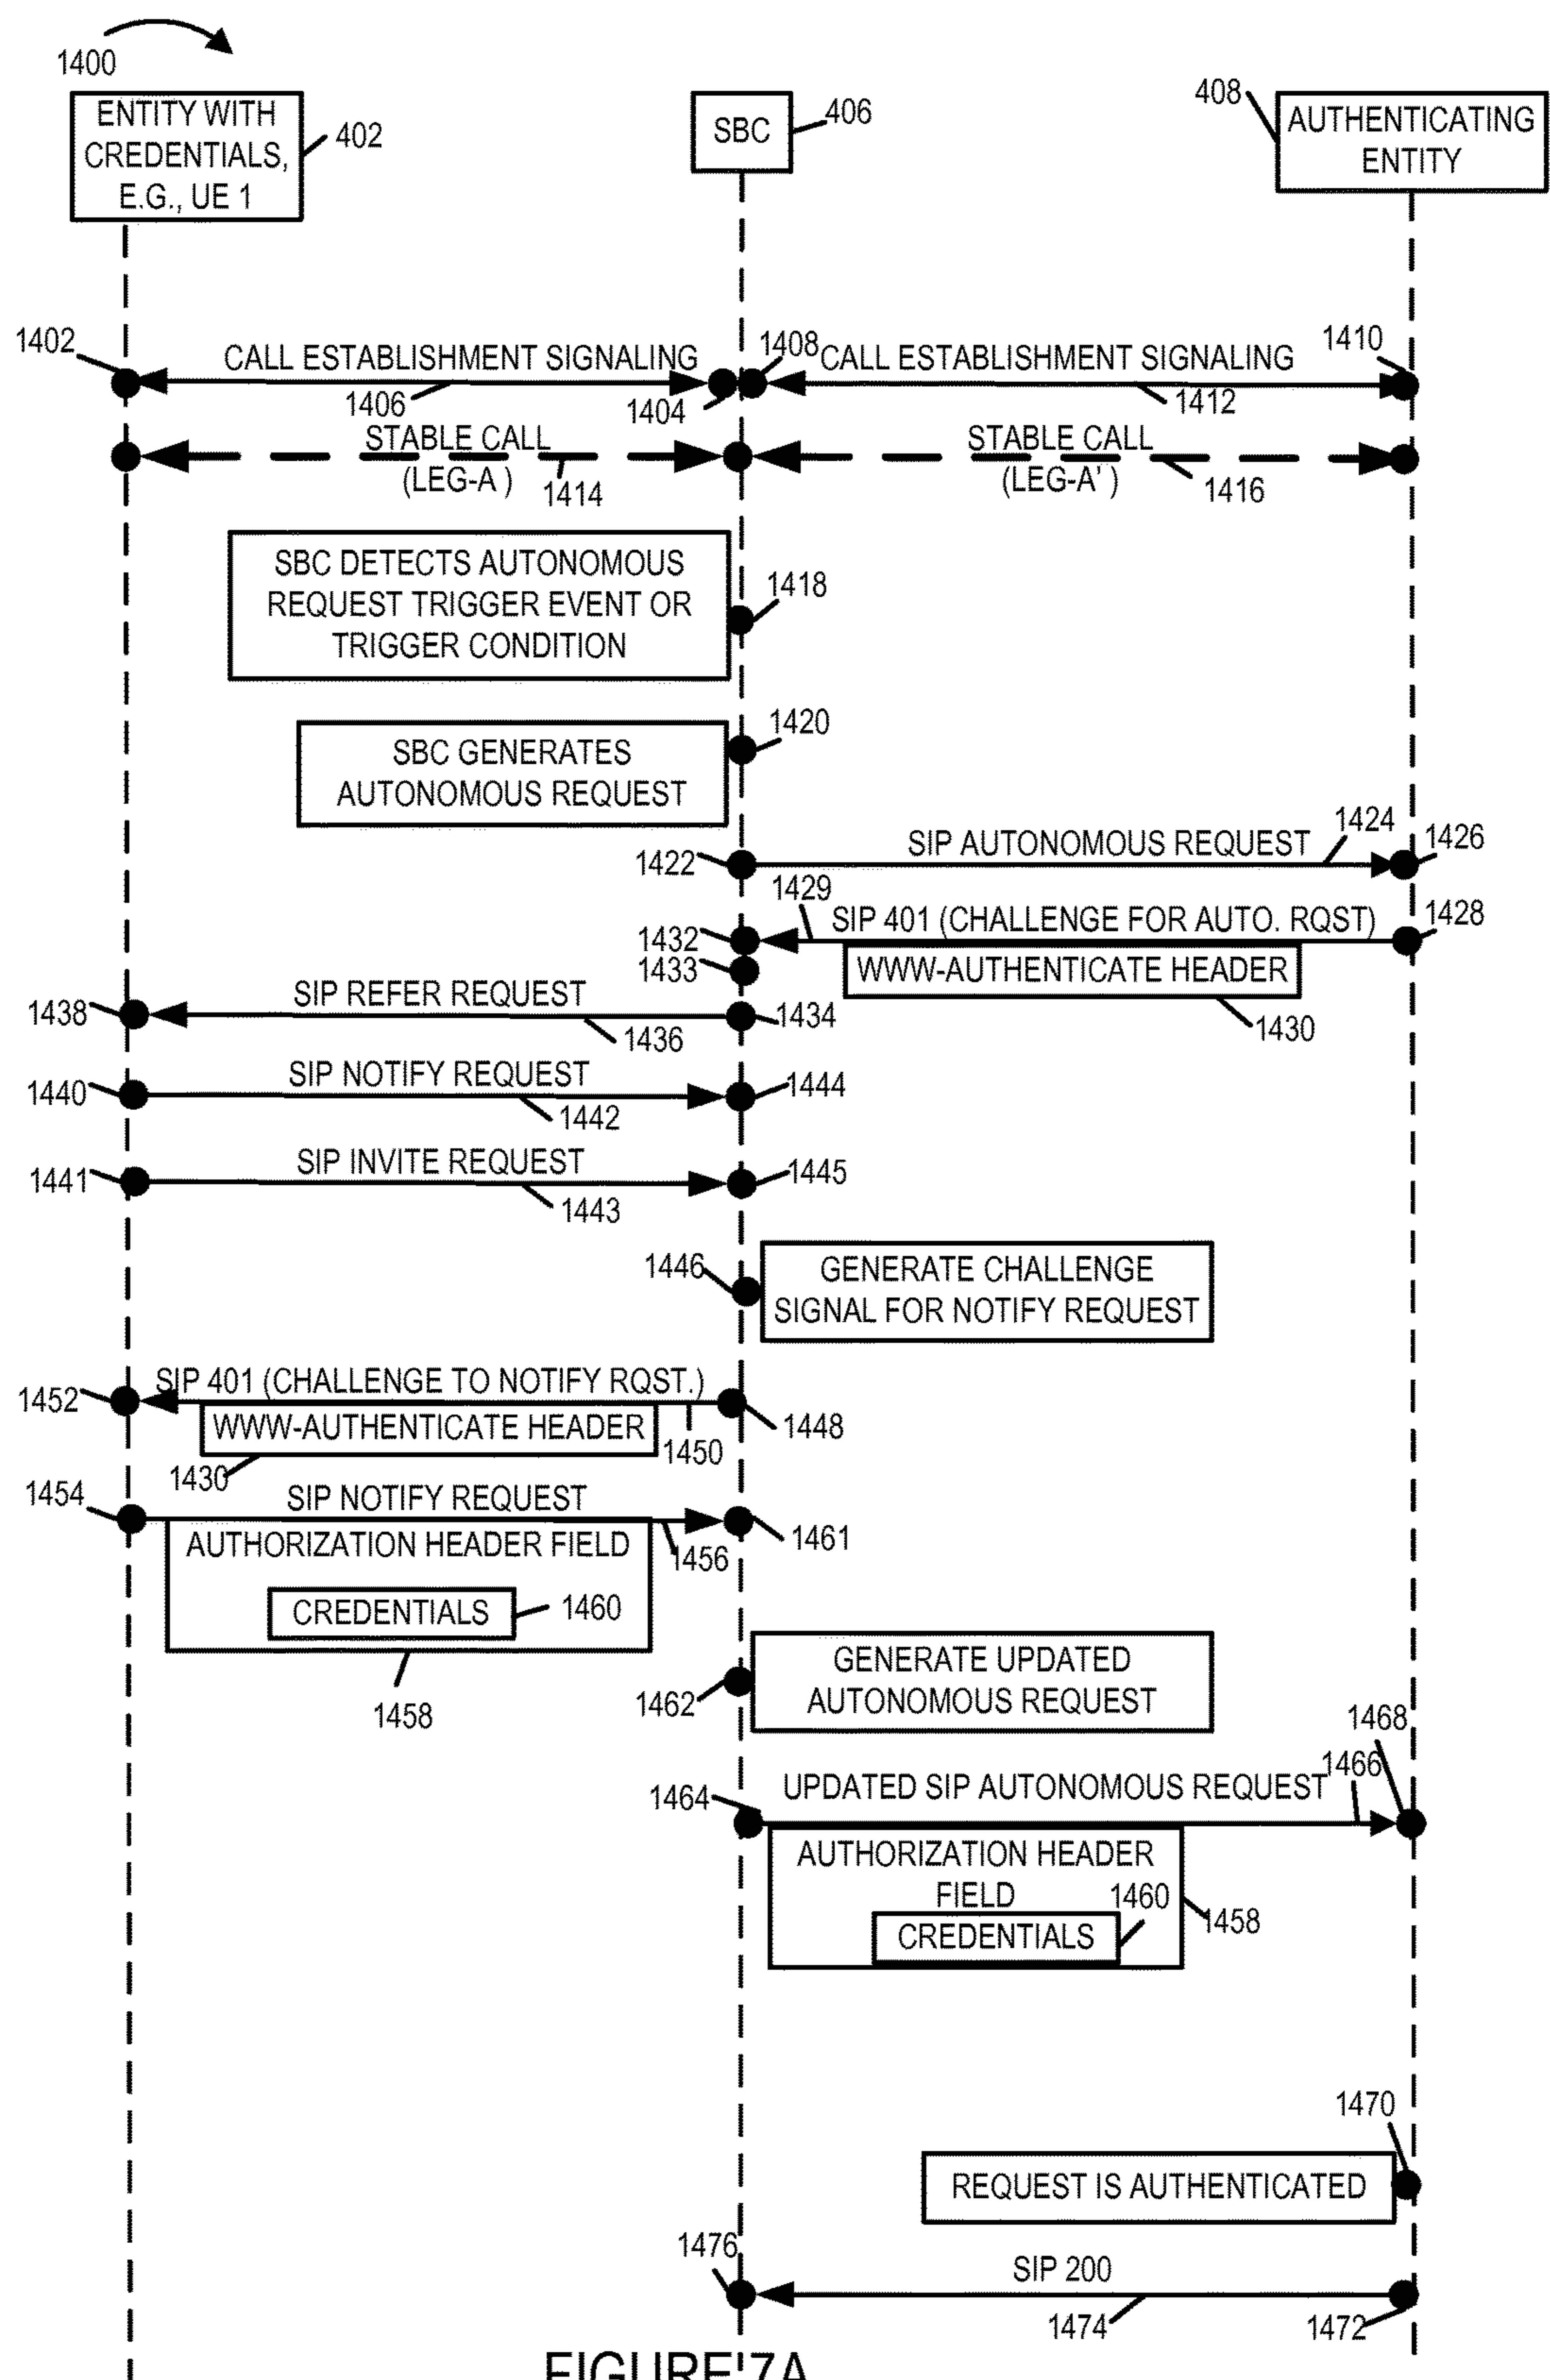 1400
ENTITY WITH
CREDENTIALS,
E.G., UE 1
402
SBC
406
408
AUTHENTICATING
ENTITY
1402
CALL ESTABLISHMENT SIGNALING
1406
1404
1408
CALL ESTABLISHMENT SIGNALING
1410
1412
STABLE CALL
(LEG-A )
1414
STABLE CALL
(LEG-A' )
1416
SBC DETECTS AUTONOMOUS
REQUEST TRIGGER EVENT OR
TRIGGER CONDITION
1418
SBC GENERATES
AUTONOMOUS REQUEST
1420
1422
SIP AUTONOMOUS REQUEST
1424
1426
1429
SIP 401 (CHALLENGE FOR AUTO. RQST)
1428
1432
1433
WWW-AUTHENTICATE HEADER
1430
1438
SIP REFER REQUEST
1436
1434
1440
SIP NOTIFY REQUEST
1442
1444
1441
SIP INVITE REQUEST
1443
1445
1446
GENERATE CHALLENGE
SIGNAL FOR NOTIFY REQUEST
1452
SIP 401 (CHALLENGE TO NOTIFY RQST.)
WWW-AUTHENTICATE HEADER
1430
1450
1448
1454
SIP NOTIFY REQUEST
AUTHORIZATION HEADER FIELD
1456
1461
CREDENTIALS
1460
1458
1462
GENERATE UPDATED
AUTONOMOUS REQUEST
1464
UPDATED SIP AUTONOMOUS REQUEST
1466
1468
AUTHORIZATION HEADER
FIELD
1460
CREDENTIALS
1458
1470
REQUEST IS AUTHENTICATED
1476
SIP 200
1474
1472
FIGURE 7A